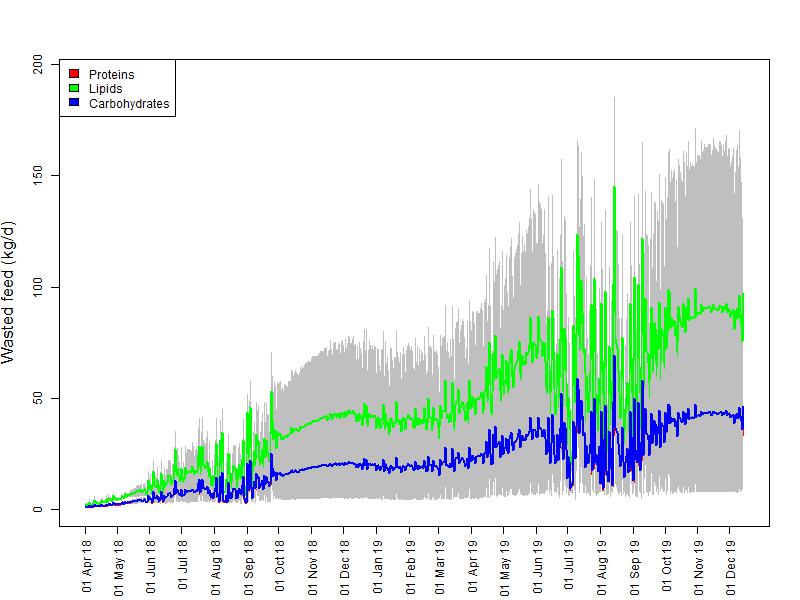 200
150
100
50
0
Wasted feed (kg/d)
Proteins
Lipids
Carbohydrates
01 Apr 18
01 May 18
01 Jun 18
01 Jul 18
01 Aug 18
01 Sep 18
01 Oct 18
01 Nov 18
01 Dec 18
01 Jan 19
01 Feb 19
01 Mar 19
01 Apr 19
01 May 19
01 Jun 19
01 Jul 19
01 Aug 19
01 Sep 19
01 Oct 19
01 Nov 19
01 Dec 19